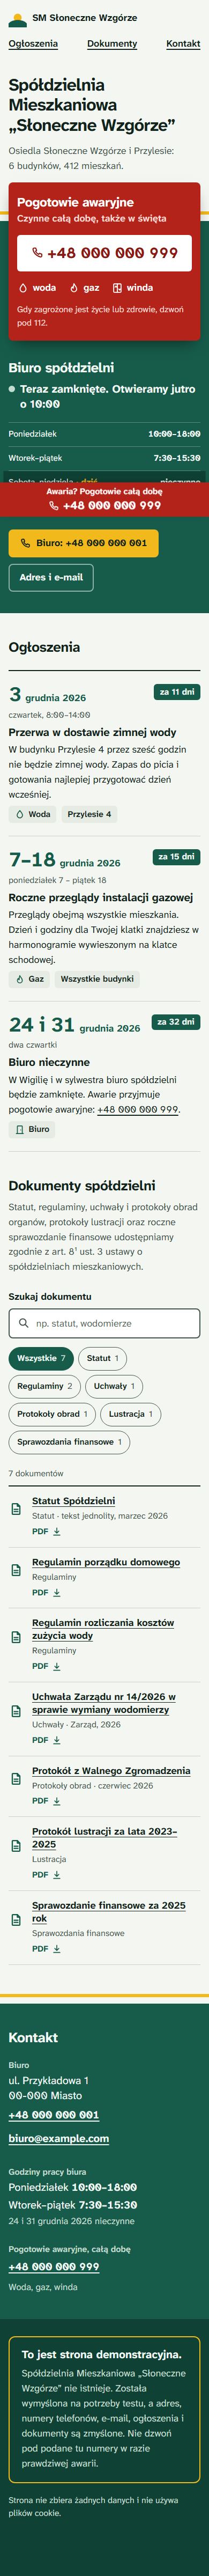 SM Słoneczne Wzgórze
Ogłoszenia Dokumenty Kontakt
Spółdzielnia
Mieszkaniowa
„Słoneczne Wzgórze”
Osiedla Słoneczne Wzgórze i Przylesie:
6 budynków, 412 mieszkań.
Pogotowie awaryjne
Czynne całą dobę, także w święta
+48 000 000 999
woda gaz winda
Gdy zagrożone jest życie lub zdrowie, dzwoń
pod 112.
Biuro spółdzielni
Teraz zamknięte. Otwieramy jutro
o 10:00
Poniedziałek 10:00–18:00
Wtorek–piątek 7:30–15:30
Awaria? Pogotowie całą dobę
+48 000 000 999
Biuro: +48 000 000 001
Adres i e-mail
Ogłoszenia
3 grudnia 2026 za 11 dni
czwartek, 8:00–14:00
Przerwa w dostawie zimnej wody
W budynku Przylesie 4 przez sześć godzin
nie będzie zimnej wody. Zapas do picia i
gotowania najlepiej przygotować dzień
wcześniej.
Woda Przylesie 4
7–18 grudnia 2026 za 15 dni
poniedziałek 7 – piątek 18
Roczne przeglądy instalacji gazowej
Przeglądy obejmą wszystkie mieszkania.
Dzień i godziny dla Twojej klatki znajdziesz w
harmonogramie wywieszonym na klatce
schodowej.
Gaz Wszystkie budynki
24 i 31 grudnia 2026 za 32 dni
dwa czwartki
Biuro nieczynne
W Wigilię i w sylwestra biuro spółdzielni
będzie zamknięte. Awarie przyjmuje
pogotowie awaryjne: +48 000 000 999.
Biuro
Dokumenty spółdzielni
Statut, regulaminy, uchwały i protokoły obrad
organów, protokoły lustracji oraz roczne
sprawozdanie finansowe udostępniamy
zgodnie z art. 8¹ ust. 3 ustawy o
spółdzielniach mieszkaniowych.
Szukaj dokumentu
np. statut, wodomierze
Wszystkie 7 Statut 1
Regulaminy 2 Uchwały 1
Protokoły obrad 1 Lustracja 1
Sprawozdania finansowe 1
7 dokumentów
Statut Spółdzielni
Statut · tekst jednolity, marzec 2026
PDF
Regulamin porządku domowego
Regulaminy
PDF
Regulamin rozliczania kosztów
zużycia wody
Regulaminy
PDF
Uchwała Zarządu nr 14/2026 w
sprawie wymiany wodomierzy
Uchwały · Zarząd, 2026
PDF
Protokół z Walnego Zgromadzenia
Protokoły obrad · czerwiec 2026
PDF
Protokół lustracji za lata 2023–
2025
Lustracja
PDF
Sprawozdanie finansowe za 2025
rok
Sprawozdania finansowe
PDF
Kontakt
Biuro
ul. Przykładowa 1
00-000 Miasto
+48 000 000 001
biuro@example.com
Godziny pracy biura
Poniedziałek 10:00–18:00
Wtorek–piątek 7:30–15:30
24 i 31 grudnia 2026 nieczynne
Pogotowie awaryjne, całą dobę
+48 000 000 999
Woda, gaz, winda
To jest strona demonstracyjna.
Spółdzielnia Mieszkaniowa „Słoneczne
Wzgórze” nie istnieje. Została
wymyślona na potrzeby testu, a adres,
numery telefonów, e-mail, ogłoszenia i
dokumenty są zmyślone. Nie dzwoń
pod podane tu numery w razie
prawdziwej awarii.
Strona nie zbiera żadnych danych i nie używa
plików cookie.